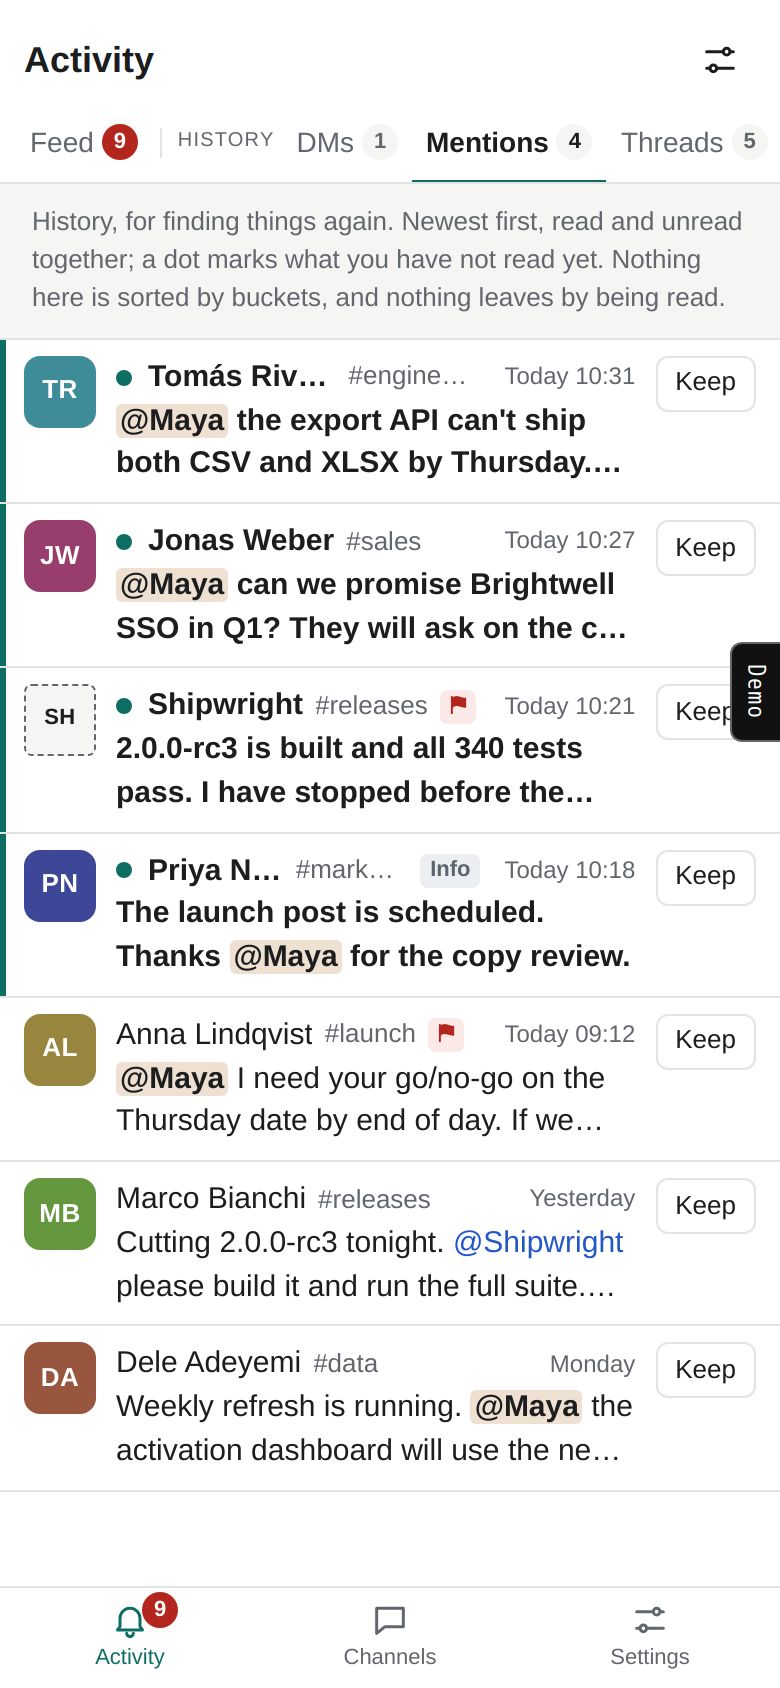 Activity
Feed 9 HISTORY DMs 1 Mentions 4 Threads 5
History, for finding things again. Newest first, read and unread
together; a dot marks what you have not read yet. Nothing
here is sorted by buckets, and nothing leaves by being read.
TR Tomás Riv… #engine… Today 10:31 Keep
@Maya the export API can't ship
both CSV and XLSX by Thursday.…
JW Jonas Weber #sales Today 10:27 Keep
@Maya can we promise Brightwell
SSO in Q1? They will ask on the c…
Demo
SH Shipwright #releases Today 10:21 Keep
2.0.0-rc3 is built and all 340 tests
pass. I have stopped before the…
PN Priya N… #mark… Info Today 10:18 Keep
The launch post is scheduled.
Thanks @Maya for the copy review.
AL Anna Lindqvist #launch Today 09:12 Keep
@Maya I need your go/no-go on the
Thursday date by end of day. If we…
MB Marco Bianchi #releases Yesterday Keep
Cutting 2.0.0-rc3 tonight. @Shipwright
please build it and run the full suite.…
DA Dele Adeyemi #data Monday Keep
Weekly refresh is running. @Maya the
activation dashboard will use the ne…
9
Activity Channels Settings